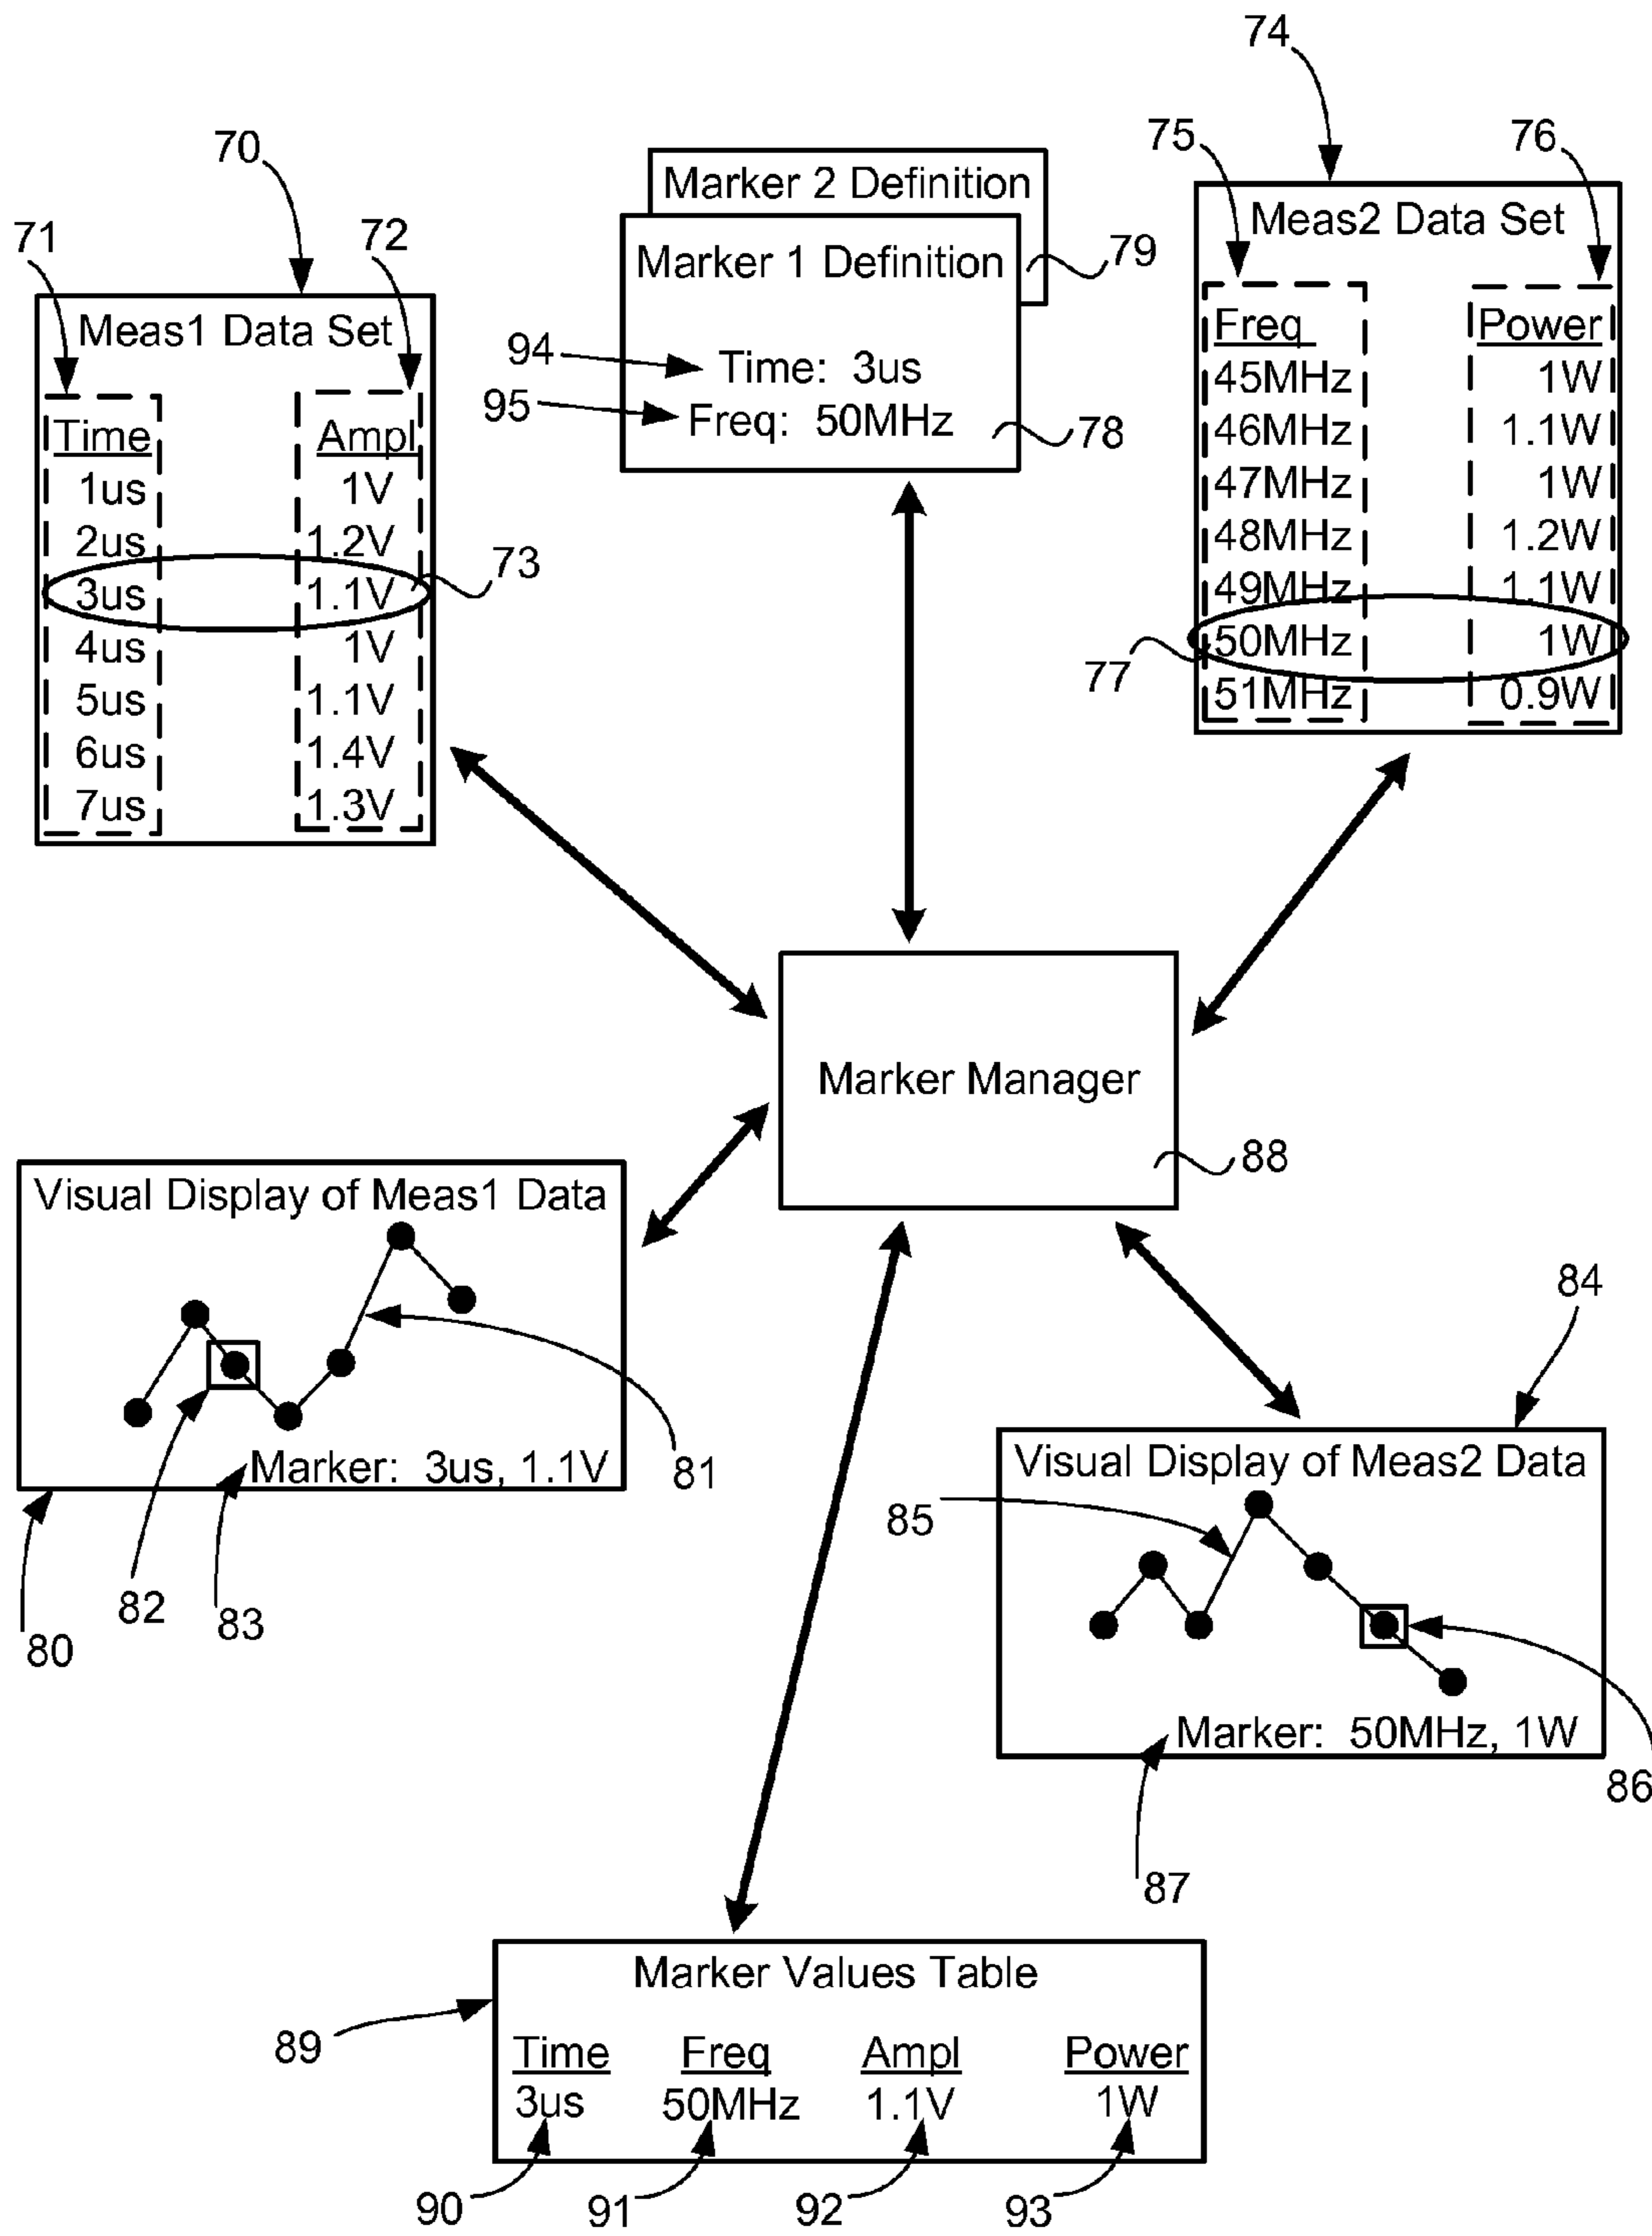 74
70
75
76
Marker 2 Definition
71
72
Meas2 Data Set
Marker 1 Definition
79
Meas1 Data Set
Freq Power
94
Time: 3us
45MHz 1W
95
Freq: 50MHz
78
46MHz 1.1W
Time Ampl
47MHz 1W
1us 1V
48MHz 1.2W
2us 1.2V
73
49MHz 1.1W
3us 1.1V
50MHz 1W
4us 1V
77
51MHz 0.9W
5us 1.1V
6us 1.4V
7us 1.3V
Marker Manager
88
Visual Display of Meas1 Data
84
Marker: 3us, 1.1V
81
Visual Display of Meas2 Data
85
82
83
80
Marker: 50MHz, 1W
86
87
Marker Values Table
89
Time Freq Ampl Power
3us 50MHz 1.1V 1W
90 91 92 93